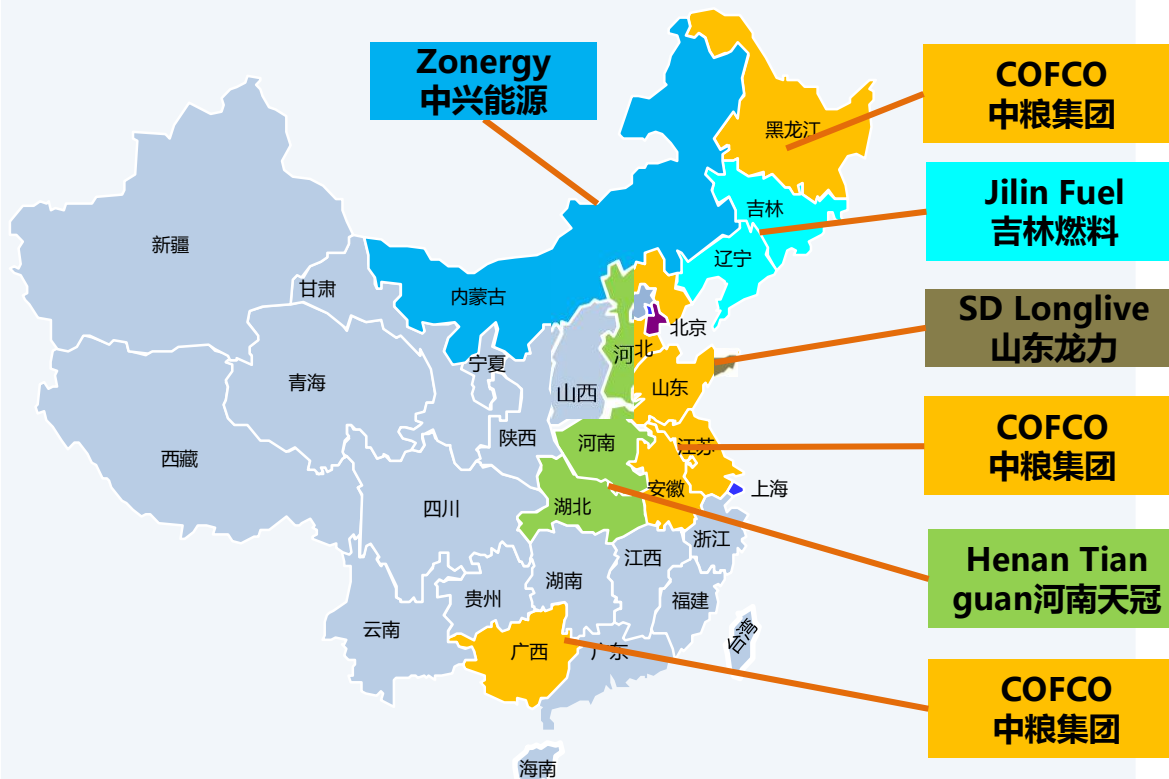 Zonergy
中兴能源
COFCO
中粮集团
黑龙江
Jilin Fuel
吉林燃料
吉林
辽宁
新疆
甘肃
内蒙古
SD Longlive
山东龙力
北京
河北
宁夏
山西
山东
青海
COFCO
中粮集团
陕西
河南
江苏
西藏
安徽
上海
四川
湖北
浙江
江西
Henan Tian
guan河南天冠
湖南
贵州
福建
云南
台湾
广西
广东
COFCO
中粮集团
海南